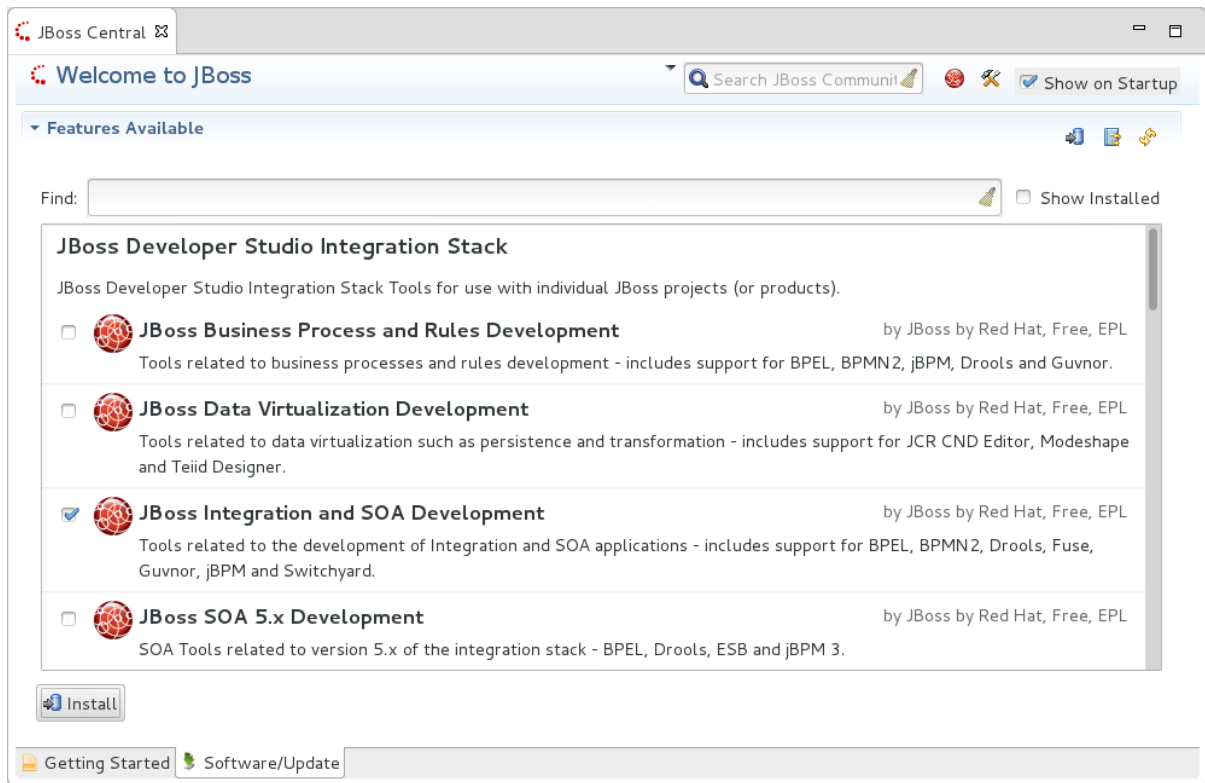 JBoss Central
Welcome to JBoss
Search JBoss Communit
Show on Startup
Features Available
Find:
Show Installed
JBoss Developer Studio Integration Stack
JBoss Developer Studio Integration Stack Tools for use with individual JBoss projects (or products).
JBoss Business Process and Rules Development
by JBoss by Red Hat, Free, EPL
Tools related to business processes and rules development - includes support for BPEL, BPMN2, jBPM, Drools and Guvnor.
JBoss Data Virtualization Development
by JBoss by Red Hat, Free, EPL
Tools related to data virtualization such as persistence and transformation - includes support for JCR CND Editor, Modeshape
and Teiid Designer.
JBoss Integration and SOA Development
by JBoss by Red Hat, Free, EPL
Tools related to the development of Integration and SOA applications - includes support for BPEL, BPMN2, Drools, Fuse,
Guvnor, jBPM and Switchyard.
JBoss SOA 5.x Development
by JBoss by Red Hat, Free, EPL
SOA Tools related to version 5.x of the integration stack - BPEL, Drools, ESB and jBPM 3.
Install
Getting Started
Software/Update